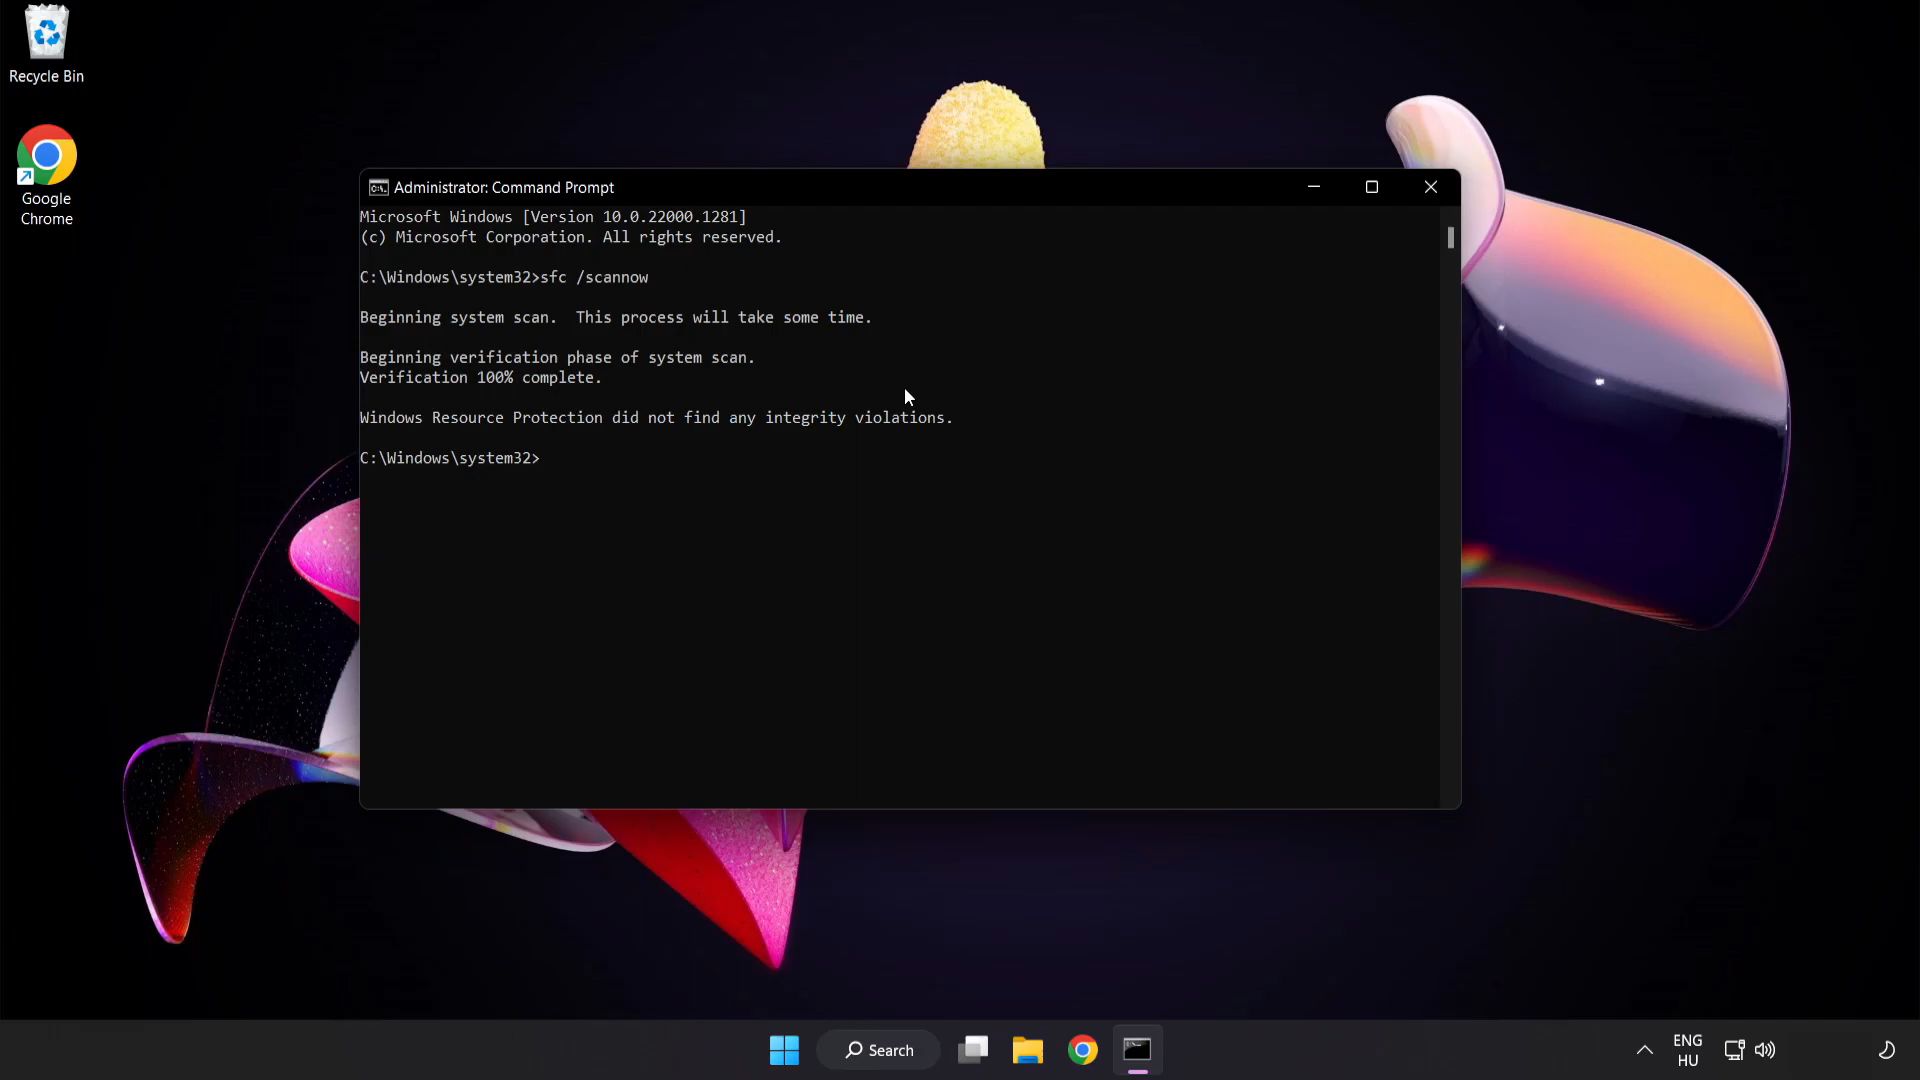 Recycle Bin
Google
Chrome
Administrator: Command Prompt
Microsoft Windows [Version 10.0.22000.1281]
(c) Microsoft Corporation. All rights reserved.
C:\Windows\system32>sfc /scannow
Beginning system scan.  This process will take some time.
Beginning verification phase of system scan.
Verification 100% complete.
Windows Resource Protection did not find any integrity violations.
C:\Windows\system32>
Search
ENG
HU